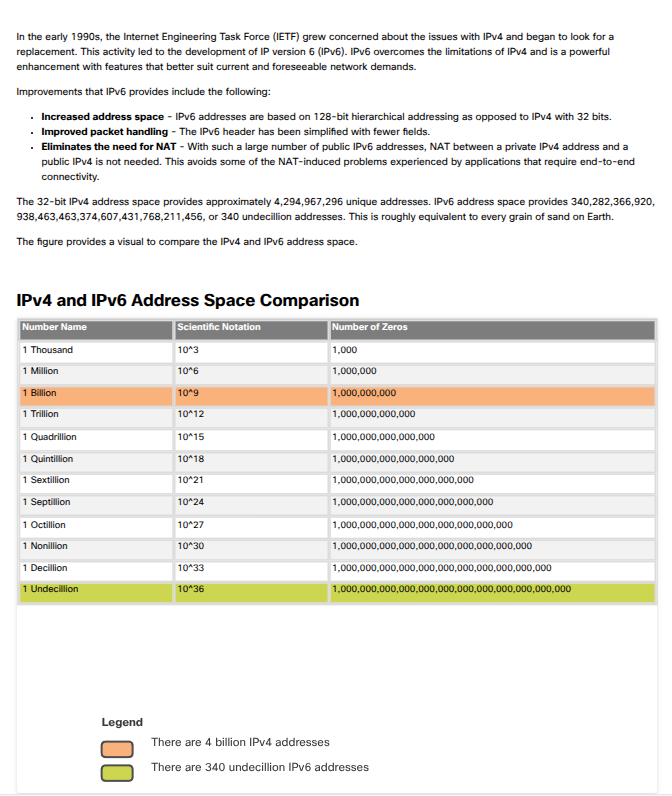 In the early 1990s, the Internet Engineering Task Force (IETF) grew concerned about the issues with IPv4 and began to look for a
replacement. This activity led to the development of IP version 6 (IPv6). IPv6 overcomes the limitations of IPv4 and is a powerful
enhancement with features that better suit current and foreseeable network demands.
Improvements that IPv6 provides include the following:
• Increased address space - IPv6 addresses are based on 128-bit hierarchical addressing as opposed to IPv4 with 32 bits.
• Improved packet handling - The IPv6 header has been simplified with fewer fields.
• Eliminates the need for NAT - With such a large number of public IPv6 addresses, NAT between a private IPv4 address and a
public IPv4 is not needed. This avoids some of the NAT-induced problems experienced by applications that require end-to-end
connectivity.
The 32-bit IPv4 address space provides approximately 4,294,967,296 unique addresses. IPv6 address space provides 340,282,366,920,
938,463,463,374,607,431,768,211,456, or 340 undecillion addresses. This is roughly equivalent to every grain of sand on Earth.
The figure provides a visual to compare the IPv4 and IPv6 address space.
IPv4 and IPv6 Address Space Comparison
Number Name Scientific Notation Number of Zeros
1 Thousand 10^3 1,000
1 Million 10^6 1,000,000
1 Billion 10^9 1,000,000,000
1 Trillion 10^12 1,000,000,000,000
1 Quadrillion 10^15 1,000,000,000,000,000
1 Quintillion 10^18 1,000,000,000,000,000,000
1 Sextillion 10^21 1,000,000,000,000,000,000,000
1 Septillion 10^24 1,000,000,000,000,000,000,000,000
1 Octillion 10^27 1,000,000,000,000,000,000,000,000,000
1 Nonillion 10^30 1,000,000,000,000,000,000,000,000,000,000
1 Decillion 10^33 1,000,000,000,000,000,000,000,000,000,000,000
1 Undecillion 10^36 1,000,000,000,000,000,000,000,000,000,000,000,000
Legend
There are 4 billion IPv4 addresses
There are 340 undecillion IPv6 addresses